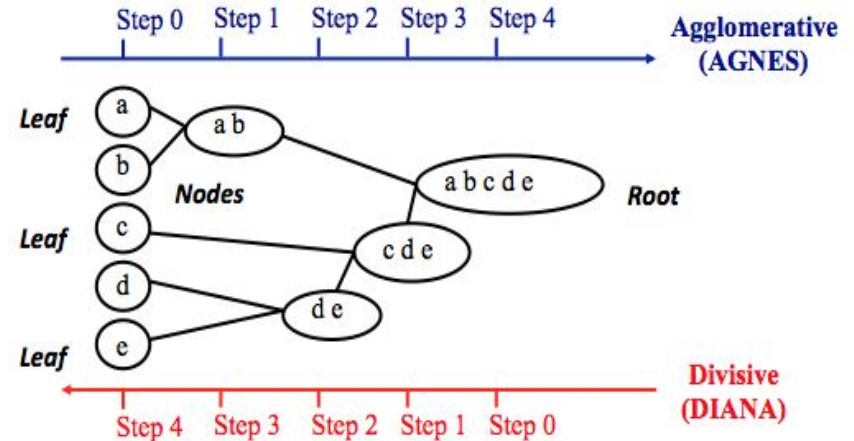 Step 0 Step 1 Step 2 Step 3 Step 4
Agglomerative
(AGNES)
Leaf
a
a b
b
Nodes
a b c d e
Root
Leaf
c
c d e
d
d e
e
Leaf
Divisive
(DIANA)
Step 4 Step 3 Step 2 Step 1 Step 0